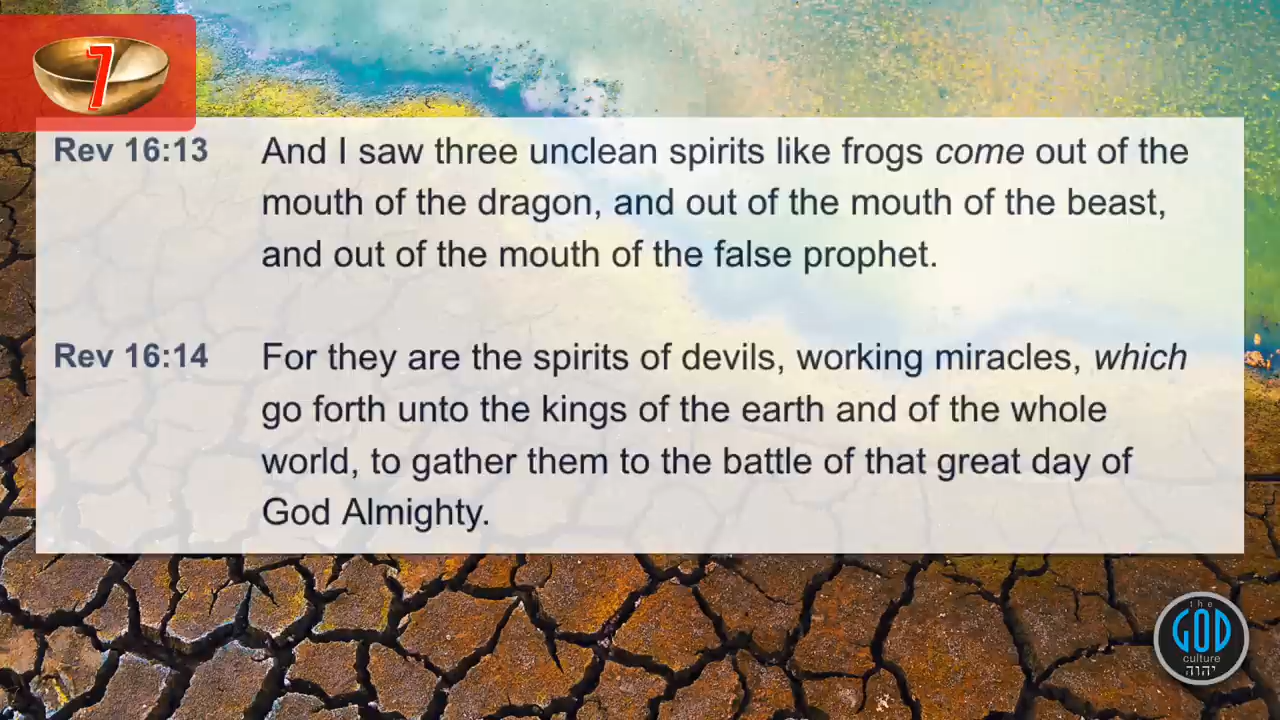 7
Rev 16:13 And I saw three unclean spirits like frogs come out of the
mouth of the dragon, and out of the mouth of the beast,
and out of the mouth of the false prophet.
Rev 16:14 For they are the spirits of devils, working miracles, which
go forth unto the kings of the earth and of the whole
world, to gather them to the battle of that great day of
God Almighty.
the
GOD
culture
יהוה